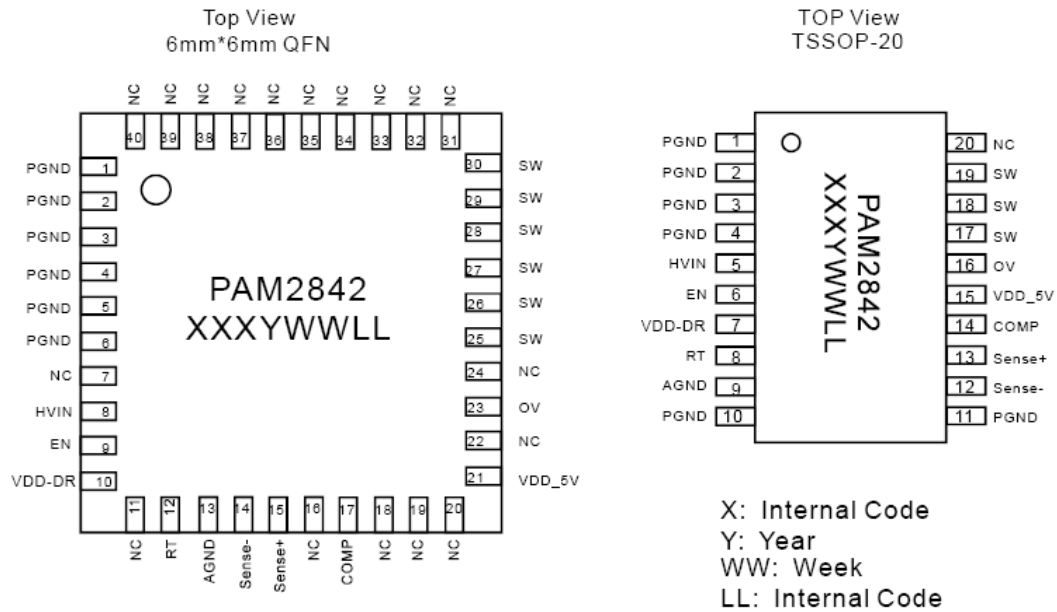 Top View
6mm*6mm QFN
NC NC NC NC NC NC NC NC NC NC
40 39 38 37 36 35 34 33 32 31
PGND 1
PGND 2
PGND 3
PGND 4
PGND 5
PGND 6
NC 7
HVIN 8
EN 9
VDD-DR 10
PAM2842
XXXYWWLL
30 SW
29 SW
28 SW
27 SW
26 SW
25 SW
24 NC
23 OV
22 NC
21 VDD_5V
11 12 13 14 15 16 17 18 19 20
NC RT AGND Sense- Sense+ NC COMP NC NC NC
TOP View
TSSOP-20
PGND 1
PGND 2
PGND 3
PGND 4
HVIN 5
EN 6
VDD-DR 7
RT 8
AGND 9
PGND 10
PAM2842
XXXYWWLL
20 NC
19 SW
18 SW
17 SW
16 OV
15 VDD_5V
14 COMP
13 Sense+
12 Sense-
11 PGND
X: Internal Code
Y: Year
WW: Week
LL: Internal Code